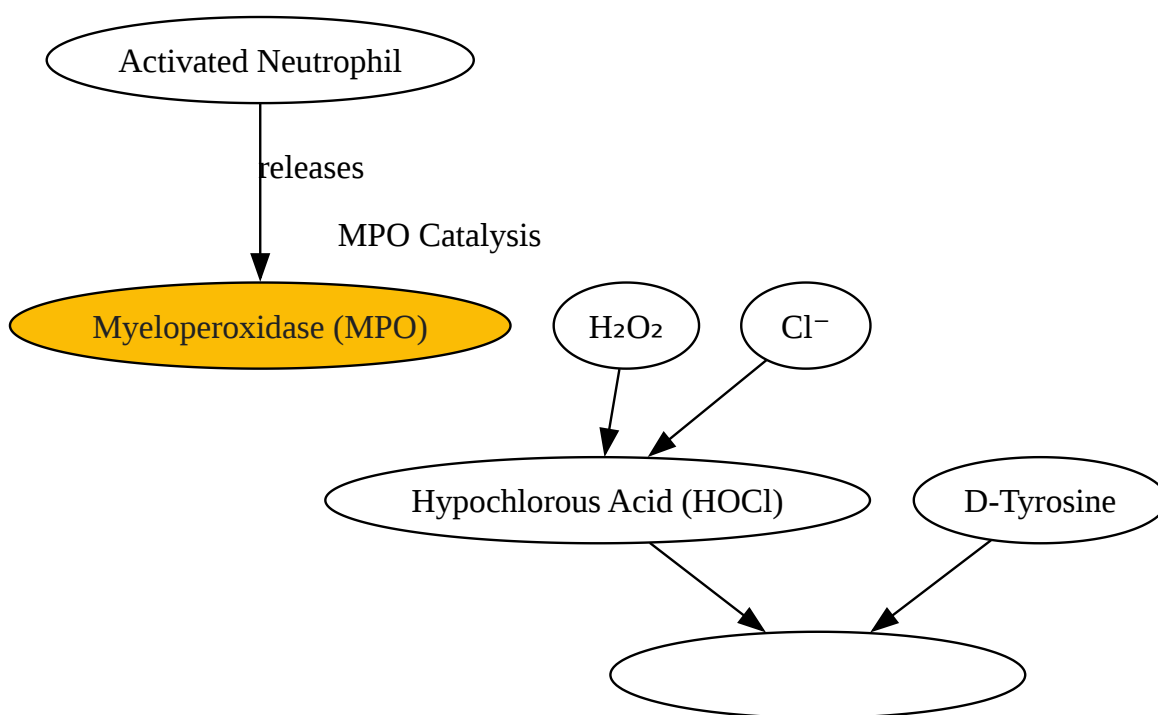 Activated Neutrophil
releases
MPO Catalysis
Myeloperoxidase (MPO)
H₂O₂
Cl⁻
Hypochlorous Acid (HOCl)
D-Tyrosine